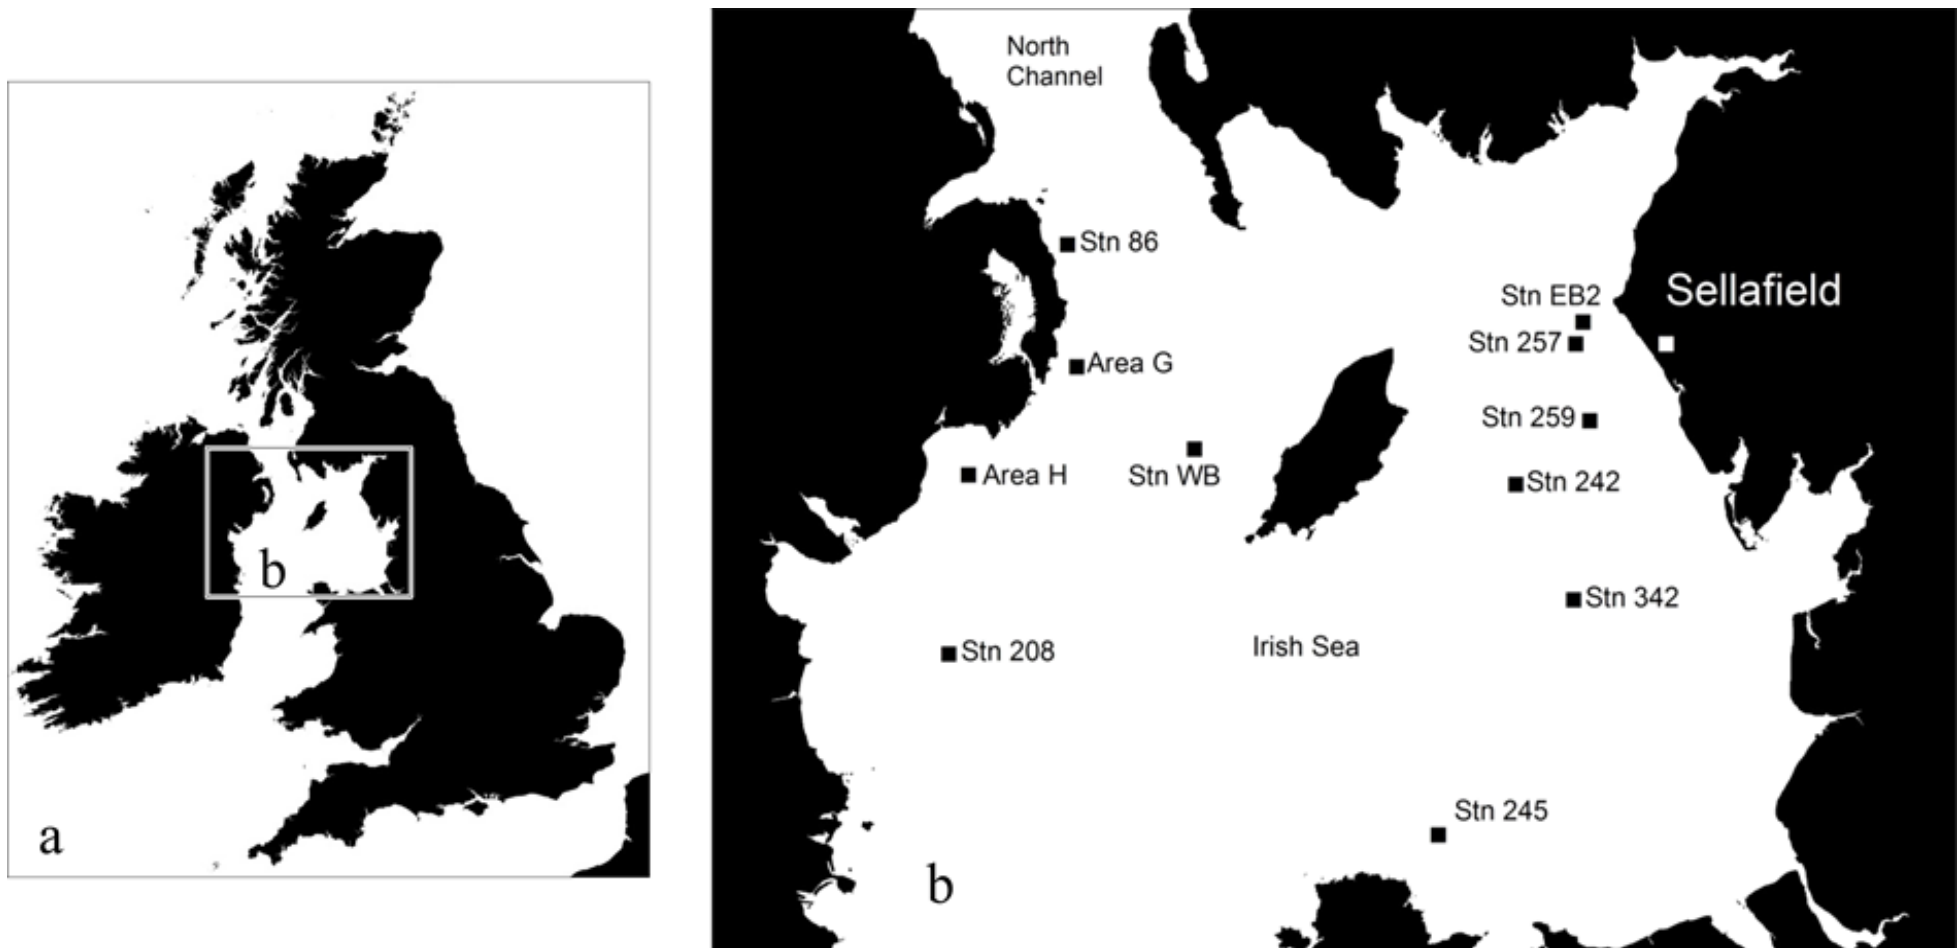 b
a
North
Channel
Stn 86
Stn EB2
Sellafield
Stn 257
Area G
Stn 259
Area H
Stn WB
Stn 242
Stn 342
Irish Sea
Stn 208
Stn 245
b